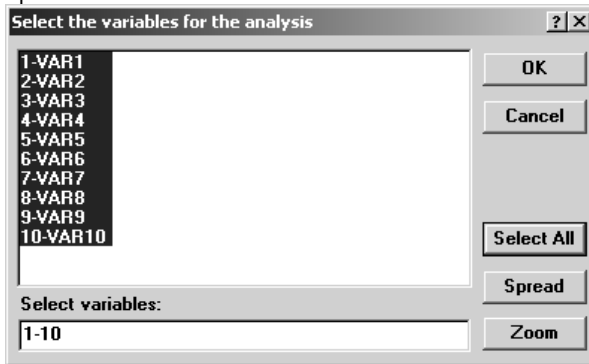 Select the variables for the analysis
1-VAR1
2-VAR2
3-VAR3
4-VAR4
5-VAR5
6-VAR6
7-VAR7
8-VAR8
9-VAR9
10-VAR10
OK
Cancel
Select All
Spread
Zoom
Select variables:
1-10